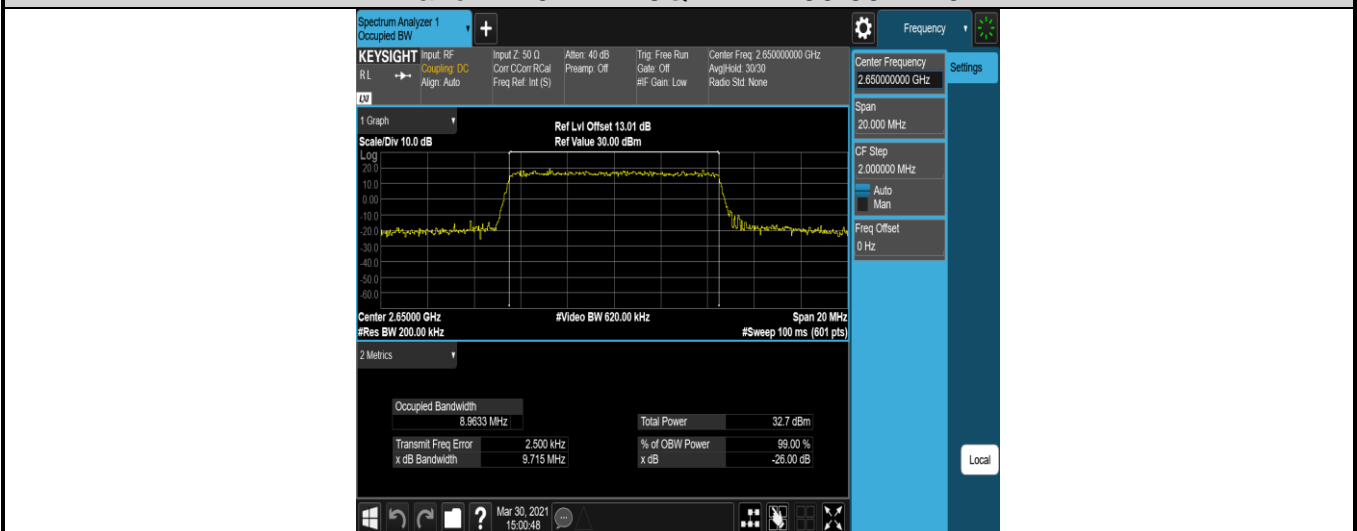 Spectrum Analyzer 1
Occupied BW
+
Frequency
KEYSIGHT
RL
LXI
Input: RF
Coupling: DC
Align: Auto
Input Z: 50 Ω
Corr CCorr RCal
Freq Ref: Int (S)
Atten: 40 dB
Preamp: Off
Trig: Free Run
Gate: Off
#IF Gain: Low
Center Freq: 2.650000000 GHz
Avg|Hold: 30/30
Radio Std: None
Center Frequency
2.650000000 GHz
Settings
Span
20.000 MHz
CF Step
2.000000 MHz
Auto
Man
Freq Offset
0 Hz
1 Graph
Scale/Div 10.0 dB
Ref Lvl Offset 13.01 dB
Ref Value 30.00 dBm
Log
20.0
10.0
0.00
-10.0
-20.0
-30.0
-40.0
-50.0
-60.0
Center 2.65000 GHz
#Video BW 620.00 kHz
Span 20 MHz
#Res BW 200.00 kHz
#Sweep 100 ms (601 pts)
2 Metrics
Occupied Bandwidth
8.9633 MHz
Total Power 32.7 dBm
Transmit Freq Error 2.500 kHz
% of OBW Power 99.00 %
x dB Bandwidth 9.715 MHz
x dB -26.00 dB
Local
?
Mar 30, 2021
15:00:48